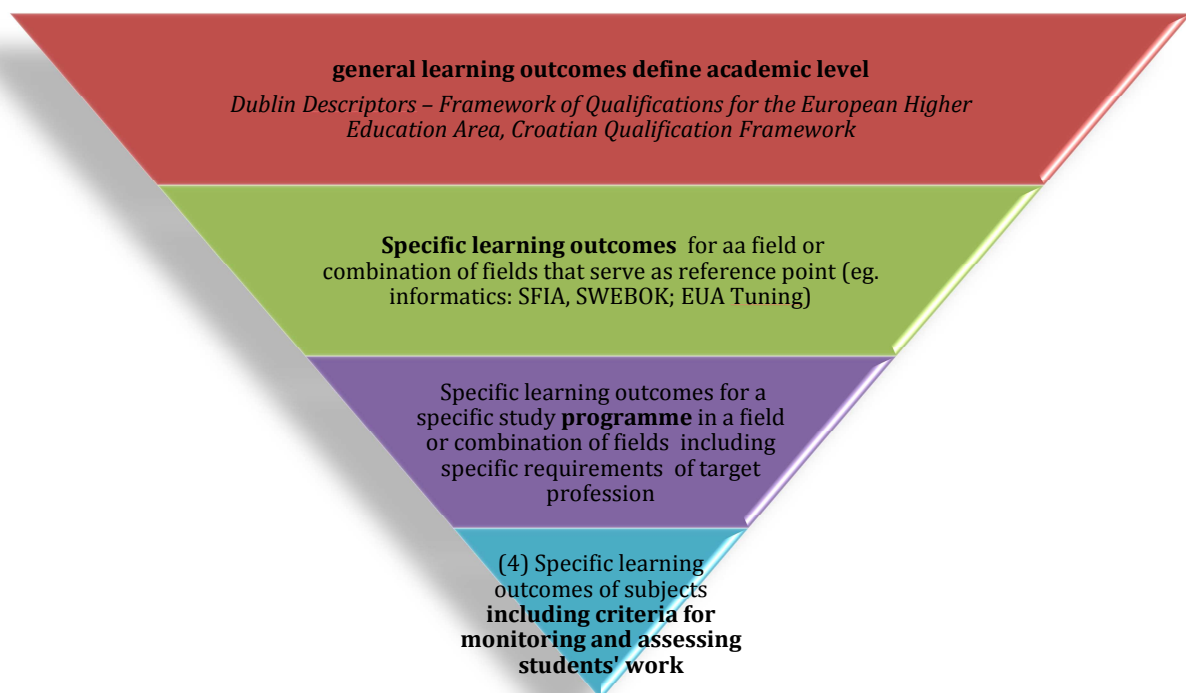 general learning outcomes define academic level
Dublin Descriptors – Framework of Qualifications for the European Higher
Education Area, Croatian Qualification Framework
Specific learning outcomes for aa field or
combination of fields that serve as reference point (eg.
informatics: SFIA, SWEBOK; EUA Tuning)
Specific learning outcomes for a
specific study programme in a field
or combination of fields including
specific requirements of target
profession
(4) Specific learning
outcomes of subjects
including criteria for
monitoring and assessing
students' work